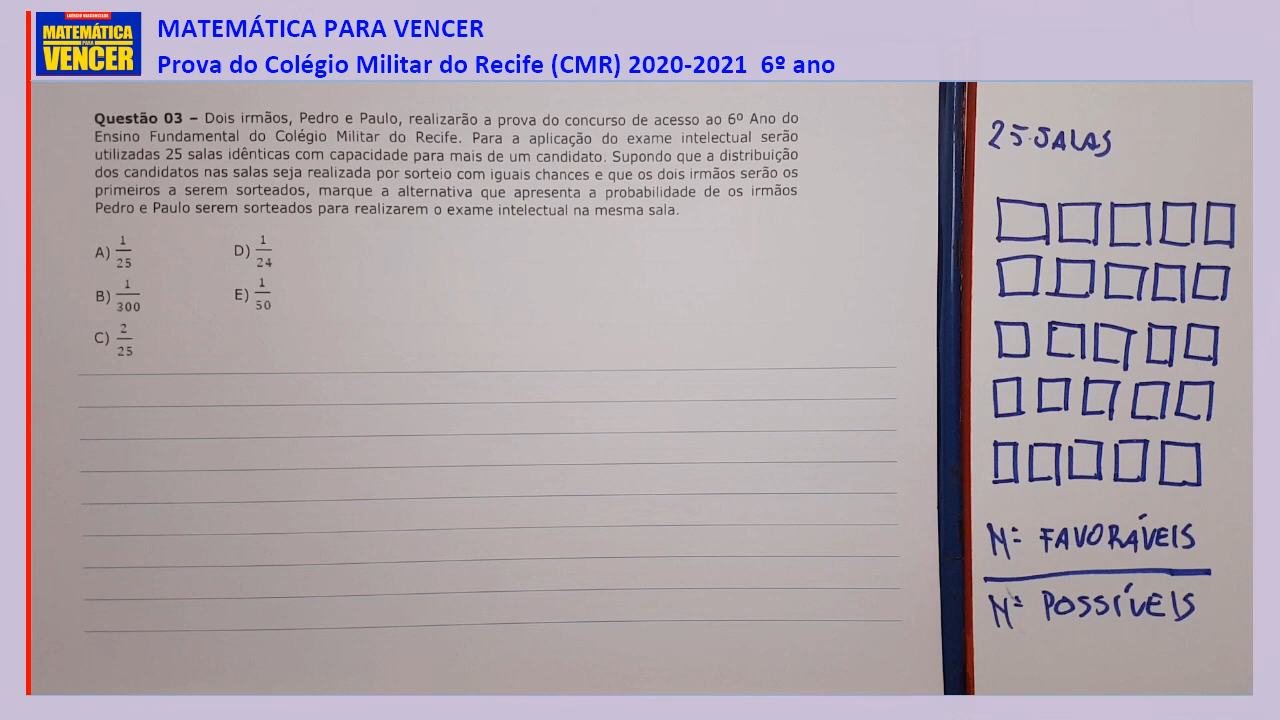 LAÉRCIO VASCONCELOS
MATEMÁTICA
PARA
VENCER
MATEMÁTICA PARA VENCER
Prova do Colégio Militar do Recife (CMR) 2020-2021 6º ano
Questão 03 – Dois irmãos, Pedro e Paulo, realizarão a prova do concurso de acesso ao 6º Ano do
Ensino Fundamental do Colégio Militar do Recife. Para a aplicação do exame intelectual serão
utilizadas 25 salas idênticas com capacidade para mais de um candidato. Supondo que a distribuição
dos candidatos nas salas seja realizada por sorteio com iguais chances e que os dois irmãos serão os
primeiros a serem sorteados, marque a alternativa que apresenta a probabilidade de os irmãos
Pedro e Paulo serem sorteados para realizarem o exame intelectual na mesma sala.
A) 1/25
B) 1/300
C) 2/25
D) 1/24
E) 1/50
25 SALAS
Nº FAVORÁVEIS
Nº POSSÍVEIS